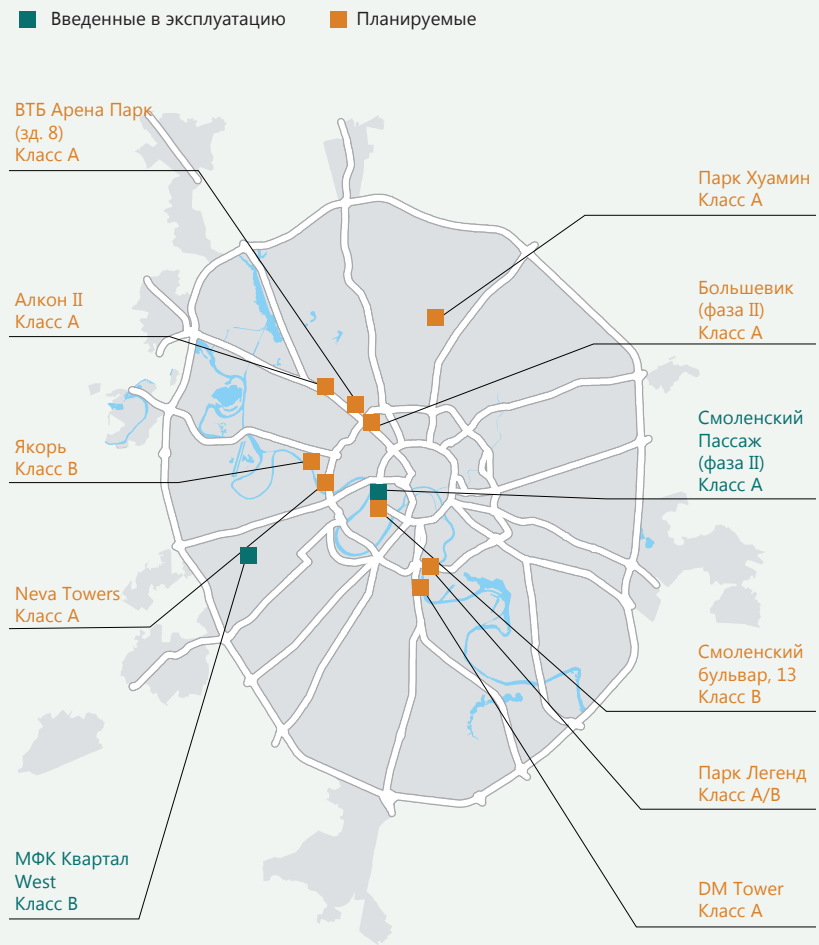 Введенные в эксплуатацию
Планируемые
ВТБ Арена Парк
(зд. 8)
Класс А
Парк Хуамин
Класс А
Алкон II
Класс А
Большевик
(фаза II)
Класс А
Смоленский
Пассаж
(фаза II)
Класс А
Якорь
Класс В
Neva Towers
Класс А
Смоленский
бульвар, 13
Класс В
Парк Легенд
Класс А/В
МФК Квартал
West
Класс В
DM Tower
Класс А